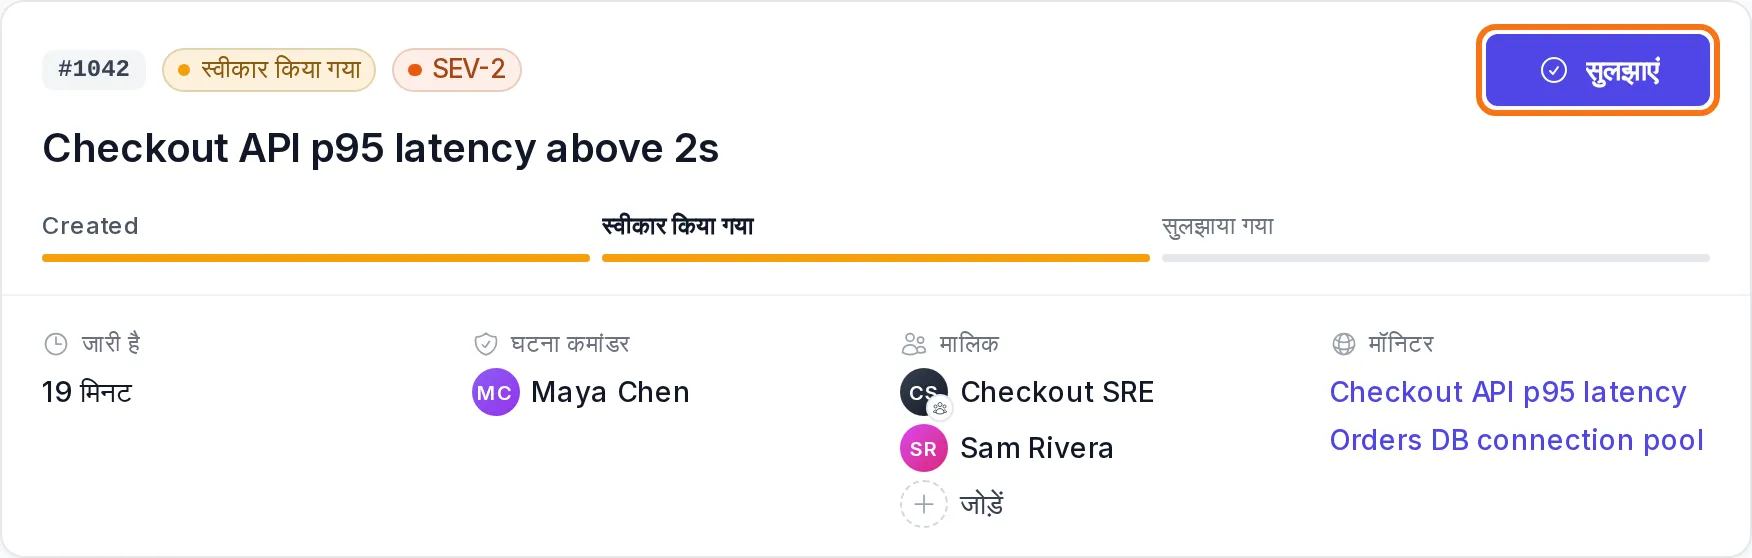 #1042 स्वीकार किया गया SEV-2 सुलझाएं
Checkout API p95 latency above 2s
Created स्वीकार किया गया सुलझाया गया
जारी है घटना कमांडर मालिक मॉनिटर
19 मिनट MC Maya Chen CS Checkout SRE Checkout API p95 latency
SR Sam Rivera Orders DB connection pool
जोड़ें